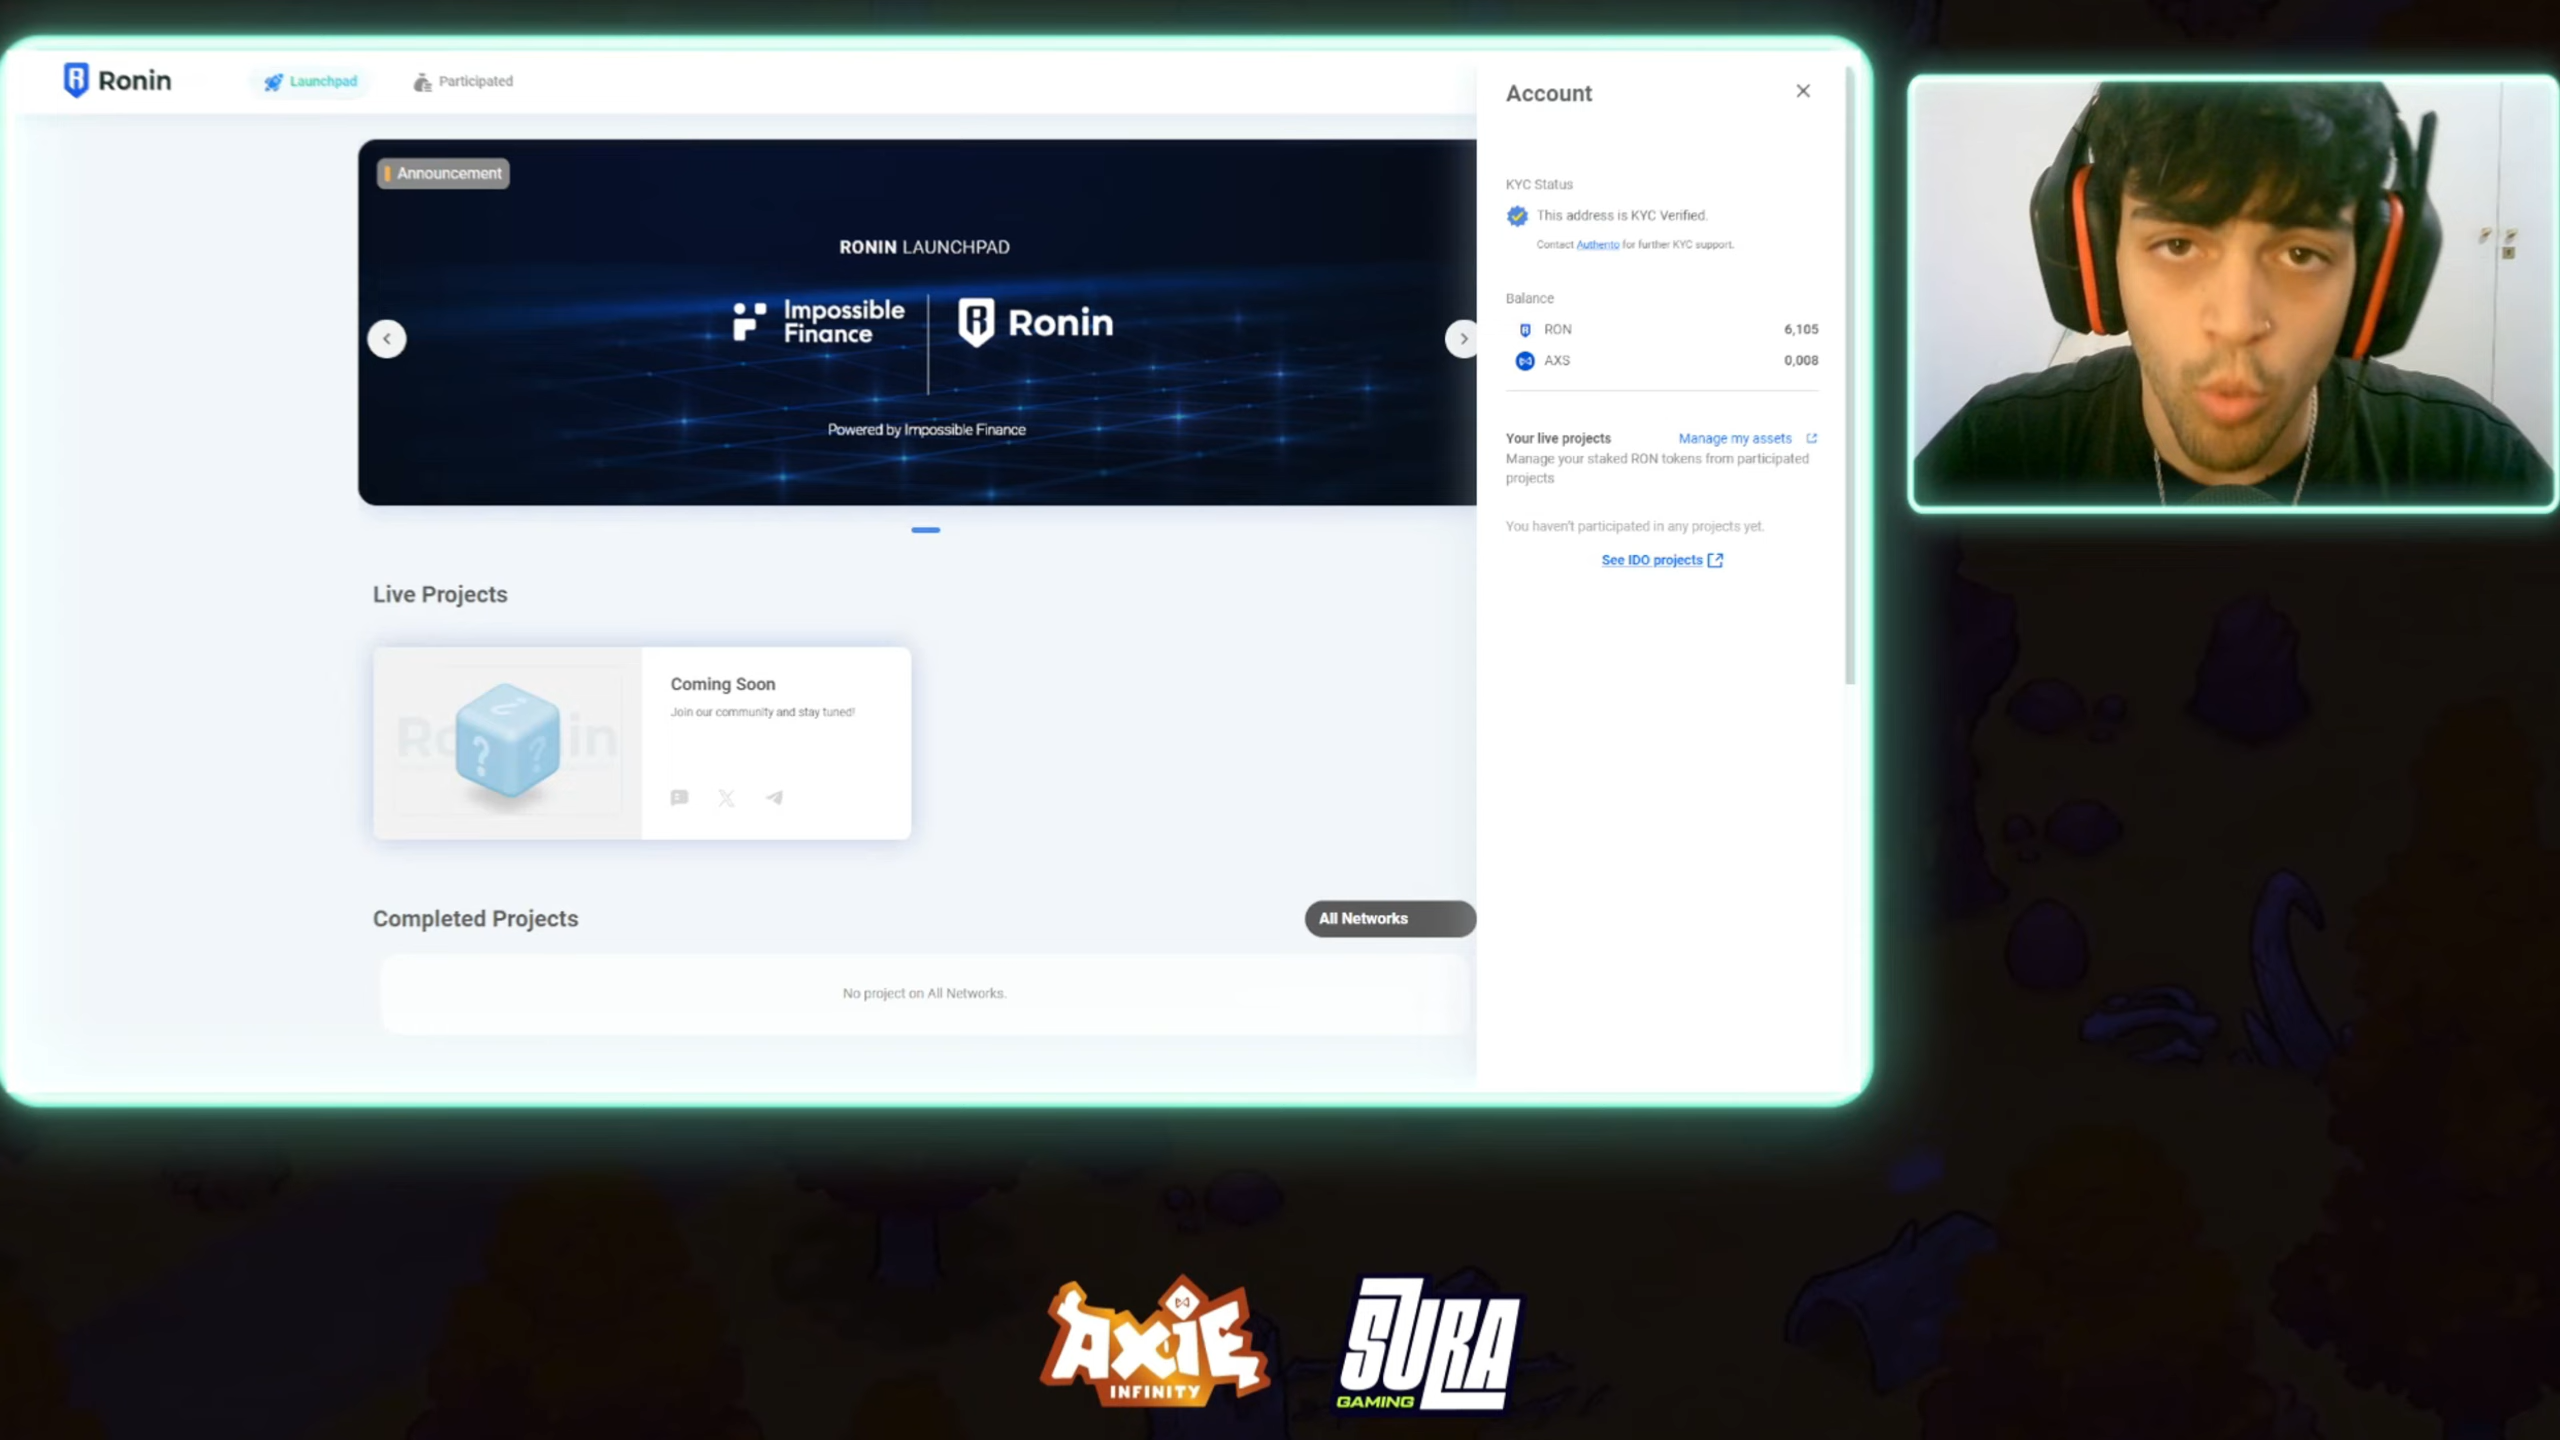 Ronin
Launchpad
Participated
Announcement
RONIN LAUNCHPAD
Impossible
Finance
Ronin
Powered by Impossible Finance
Live Projects
Coming Soon
Join our community and stay tuned!
Completed Projects
All Networks
No project on All Networks.
Account
KYC Status
This address is KYC Verified.
Contact Authento for further KYC support.
Balance
RON 6,105
AXS 0,008
Your live projects Manage my assets
Manage your staked RON tokens from participated
projects
You haven't participated in any projects yet.
See IDO projects
AXIE
INFINITY
SURA
GAMING